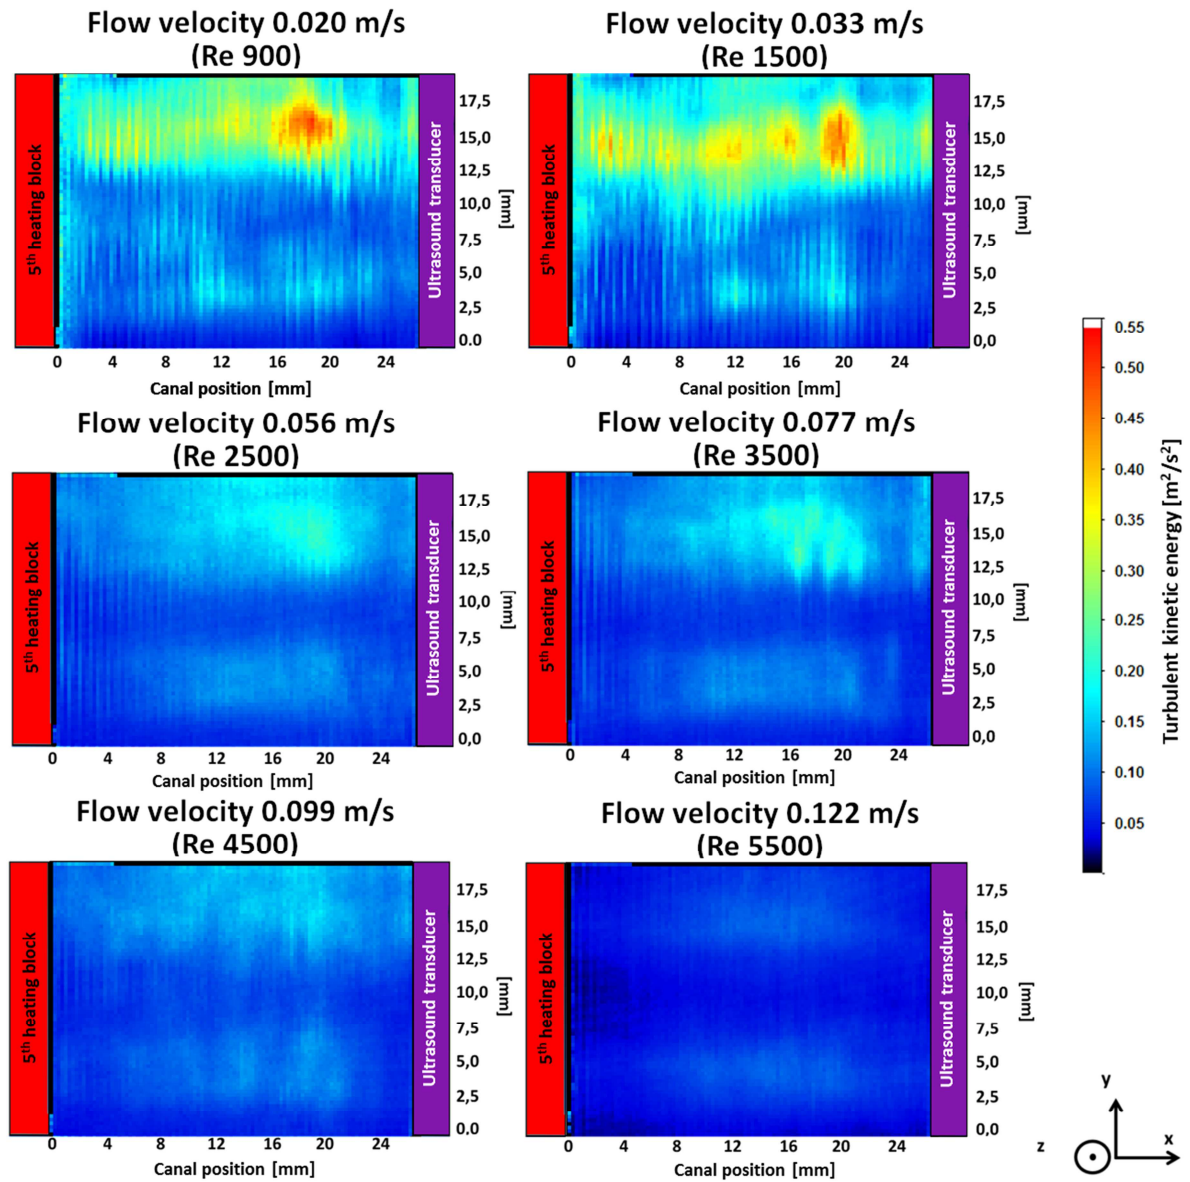 Flow velocity 0.020 m/s
(Re 900)
5th heating block
Ultrasound transducer
17,5
15,0
12,5
10,0
7,5
5,0
2,5
0.0
[mm]
0 4 8 12 16 20 24
Canal position [mm]
Flow velocity 0.033 m/s
(Re 1500)
5th heating block
Ultrasound transducer
17,5
15,0
12,5
10,0
7,5
5,0
2,5
0,0
[mm]
0 4 8 12 16 20 24
Canal position [mm]
Flow velocity 0.056 m/s
(Re 2500)
5th heating block
Ultrasound transducer
17,5
15,0
12,5
10,0
7,5
5,0
2,5
0,0
[mm]
0 4 8 12 16 20 24
Canal position [mm]
Flow velocity 0.077 m/s
(Re 3500)
5th heating block
Ultrasound transducer
17,5
15,0
12,5
10,0
7,5
5,0
2,5
0,0
[mm]
0 4 8 12 16 20 24
Canal position [mm]
Flow velocity 0.099 m/s
(Re 4500)
5th heating block
Ultrasound transducer
17,5
15,0
12,5
10,0
7,5
5,0
2,5
0.0
[mm]
0 4 8 12 16 20 24
Canal position [mm]
Flow velocity 0.122 m/s
(Re 5500)
5th heating block
Ultrasound transducer
17,5
15,0
12,5
10,0
7,5
5,0
2,5
0,0
[mm]
0 4 8 12 16 20 24
Canal position [mm]
0.55
0.50
0.45
0.40
0.35
0.30
0.25
0.20
0.15
0.10
0.05
Turbulent kinetic energy [m²/s²]
y
z
x